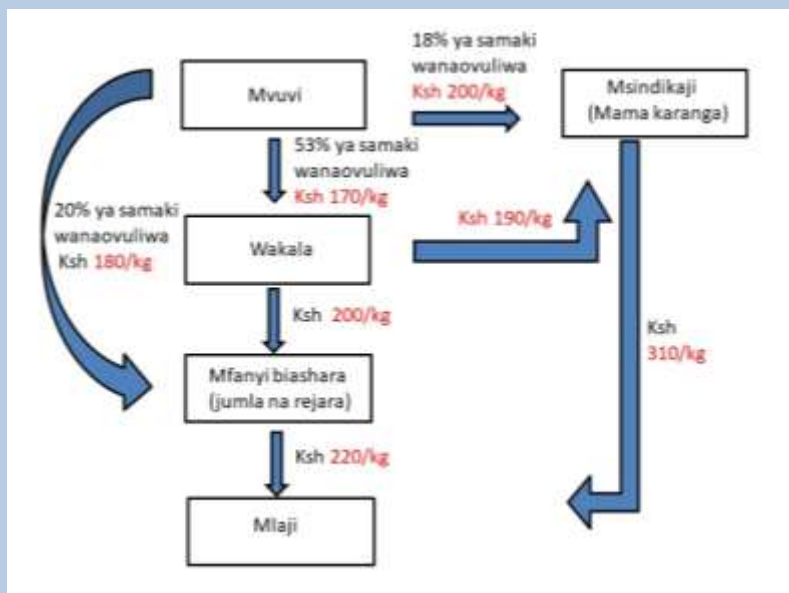 18% ya samaki
wanaovuliwa
Ksh 200/kg
Mvuvi
Msindikaji
(Mama karanga)
53% ya samaki
wanaovuliwa
Ksh 170/kg
20% ya samaki
wanaovuliwa
Ksh 180/kg
Ksh 190/kg
Wakala
Ksh 200/kg
Ksh
310/kg
Mfanyi biashara
(jumla na rejara)
Ksh 220/kg
Mlaji